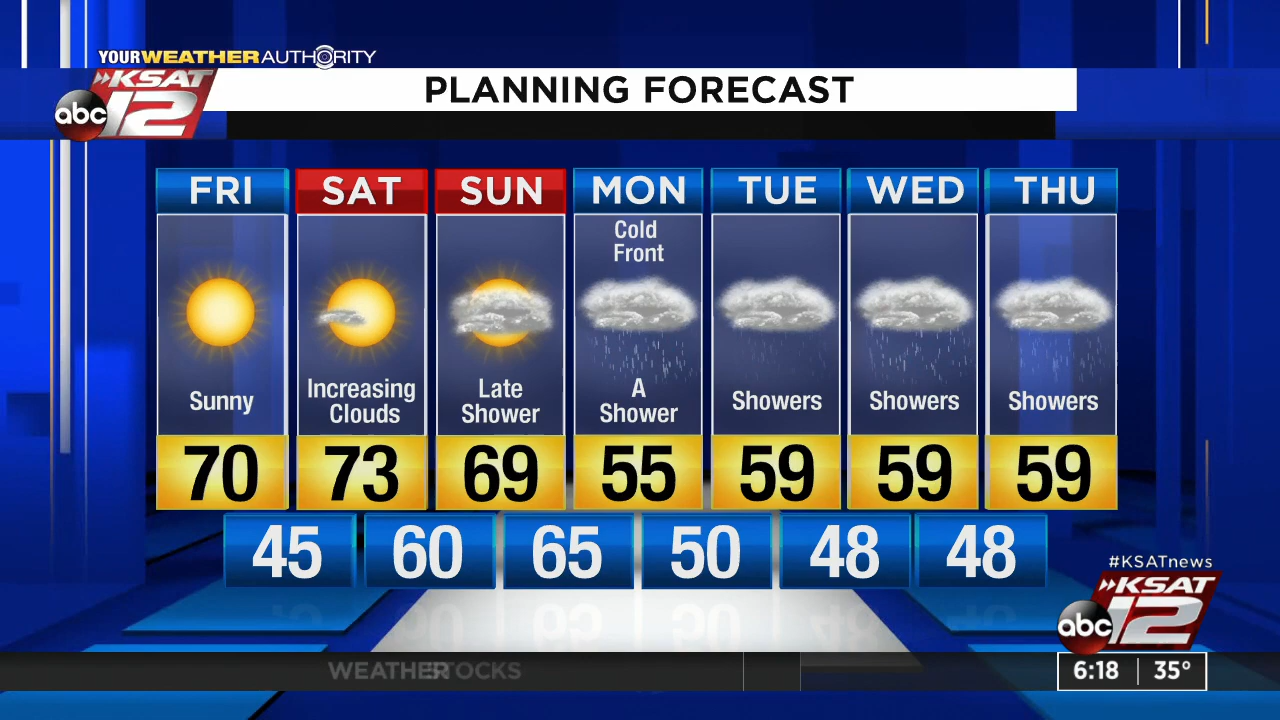 YOURWEATHERAUTHORITY
KSAT
abc 12
PLANNING FORECAST
FRI SAT SUN MON TUE WED THU
Cold
Front
Sunny
Increasing
Clouds
Late
Shower
A
Shower
Showers
Showers
Showers
70 73 69 55 59 59 59
45 60 65 50 48 48
#KSATnews
KSAT
abc 12
WEATHER
6:18 35°